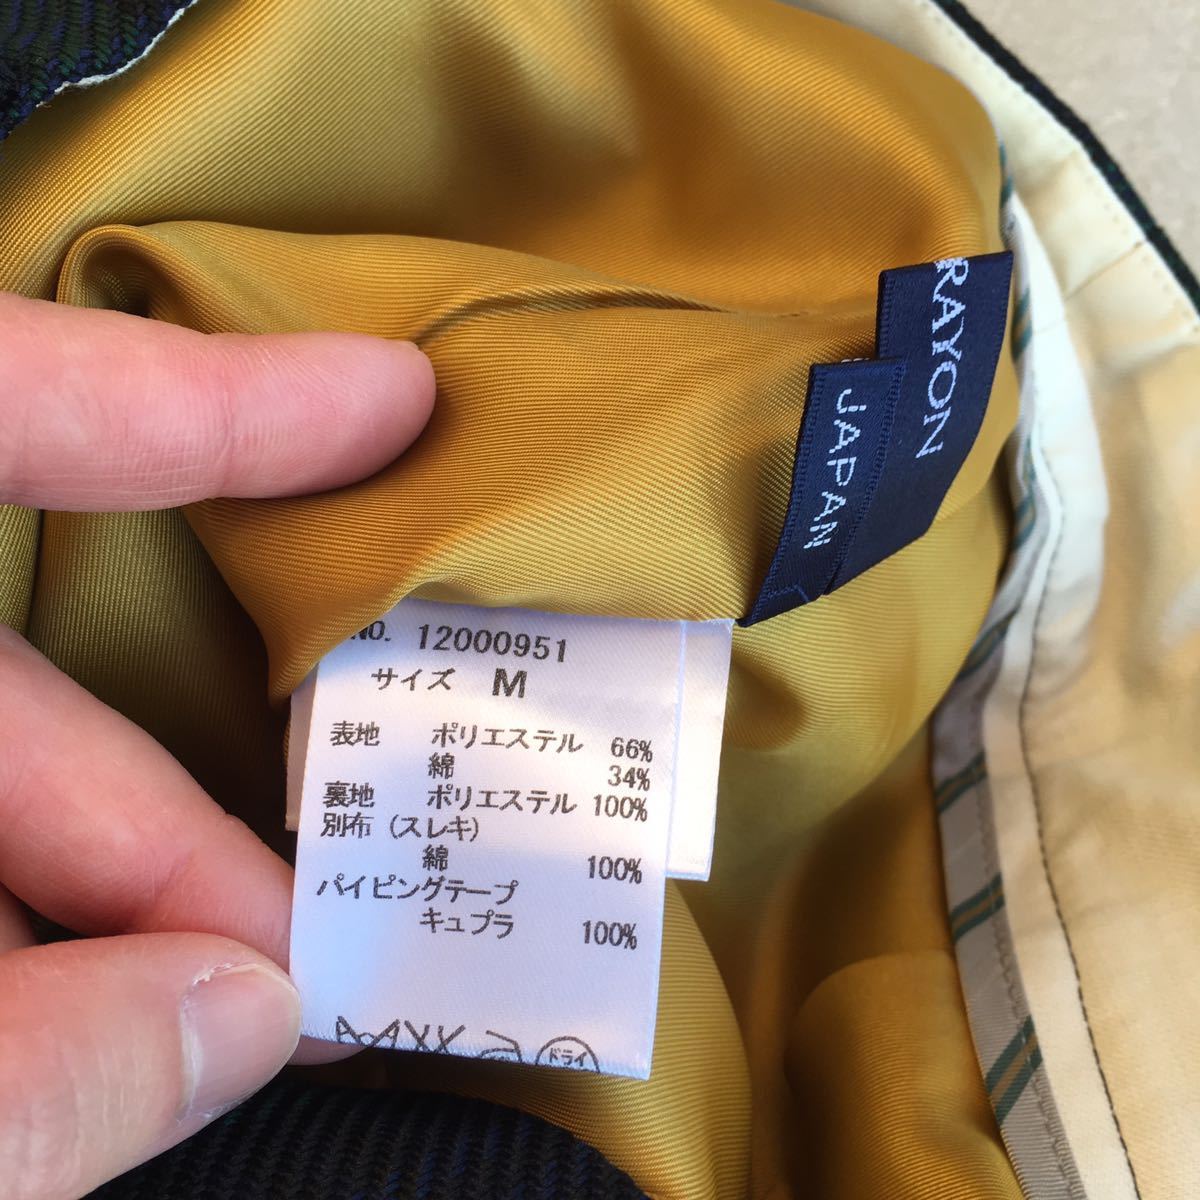 RAYON
JAPAN
NO. 12000951
サイズ M
表地 ポリエステル 66%
綿 34%
裏地 ポリエステル 100%
別布(スレキ)
綿 100%
パイピングテープ
キュプラ 100%
ドライ